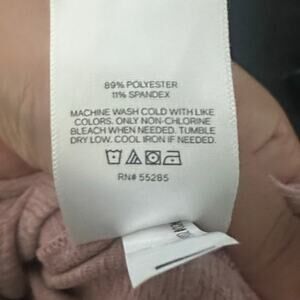 89% POLYESTER
11% SPANDEX
MACHINE WASH COLD WITH LIKE
COLORS. ONLY NON-CHLORINE
BLEACH WHEN NEEDED. TUMBLE
DRY LOW. COOL IRON IF NEEDED.
RN# 55285